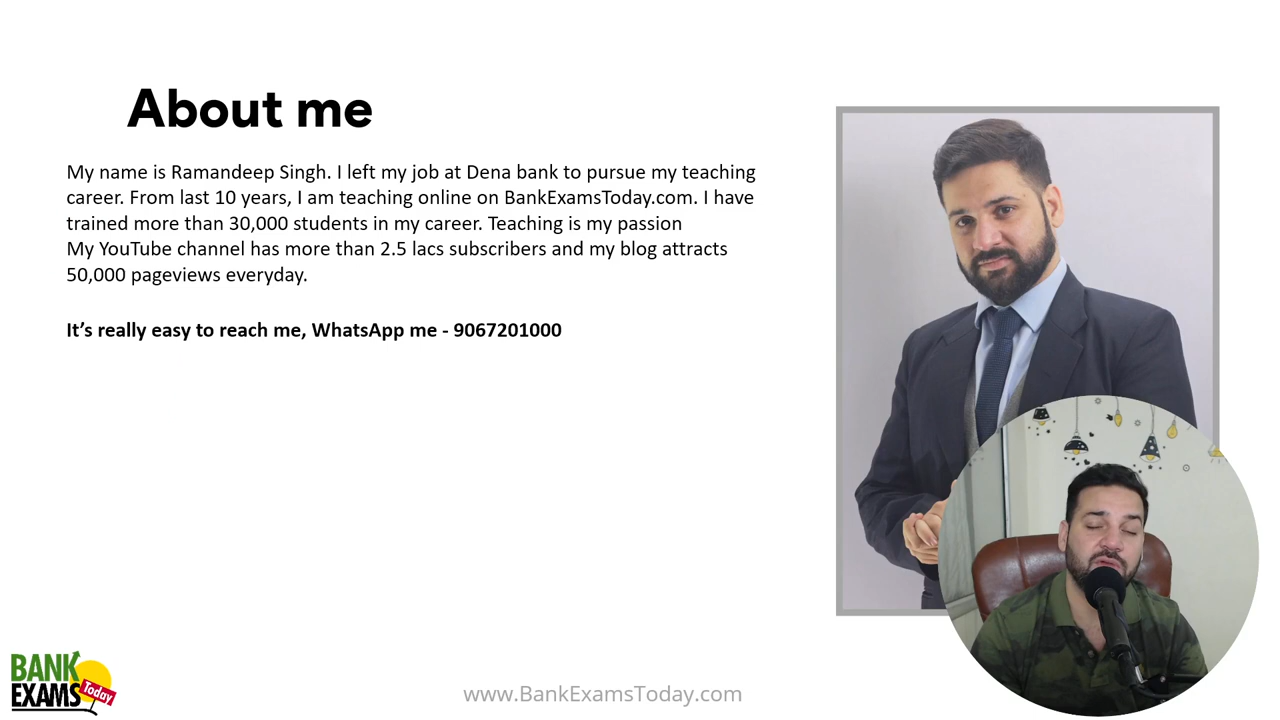 About me
My name is Ramandeep Singh. I left my job at Dena bank to pursue my teaching
career. From last 10 years, I am teaching online on BankExamsToday.com. I have
trained more than 30,000 students in my career. Teaching is my passion
My YouTube channel has more than 2.5 lacs subscribers and my blog attracts
50,000 pageviews everyday.
It’s really easy to reach me, WhatsApp me - 9067201000
BANK
EXAMS Today
www.BankExamsToday.com